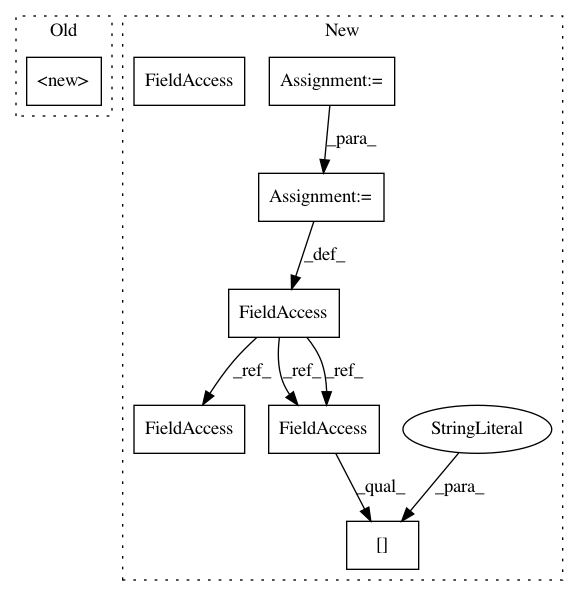 Old
New
<new>
FieldAccess
Assignment:=
_para_
Assignment:=
_def_
FieldAccess
_ref_
_ref_
_ref_
FieldAccess
FieldAccess
StringLiteral
_qual_
_para_
[]